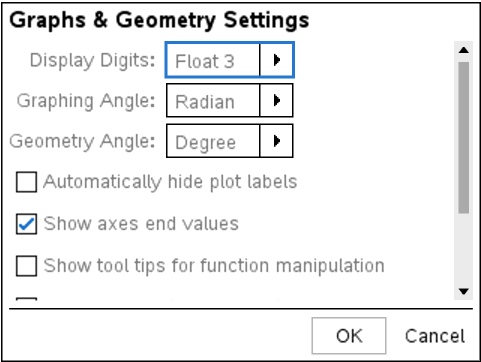 Graphs & Geometry Settings
Display Digits: Float 3
Graphing Angle: Radian
Geometry Angle: Degree
Automatically hide plot labels
Show axes end values
Show tool tips for function manipulation
OK Cancel